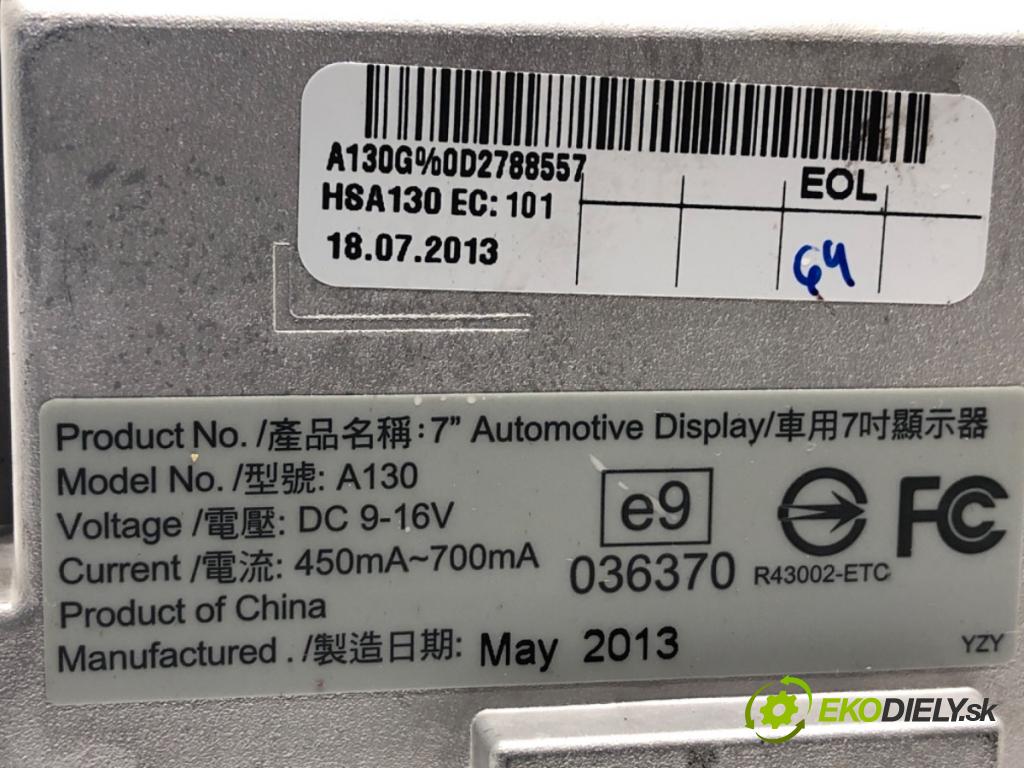 A130G%0D2788557
HSA130 EC: 101
EOL
18.07.2013
64
Product No. /產品名稱: 7” Automotive Display/車用7吋顯示器
Model No. /型號: A130
Voltage /電壓: DC 9-16V
Current /電流: 450mA~700mA
Product of China
Manufactured . /製造日期: May 2013
e9
036370
R43002-ETC
FC
YZY
EKODIELY.sk